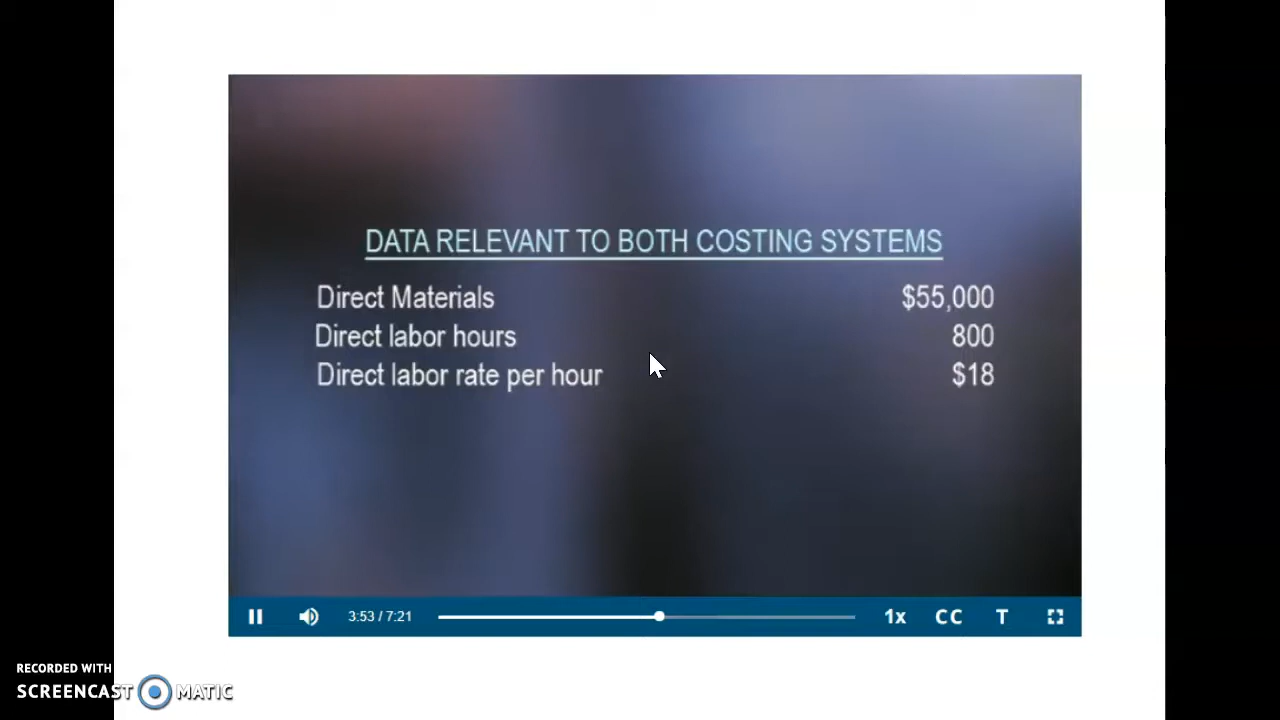 DATA RELEVANT TO BOTH COSTING SYSTEMS
Direct Materials $55,000
Direct labor hours 800
Direct labor rate per hour $18
3:53 / 7:21 1x CC T
RECORDED WITH
SCREENCAST MATIC